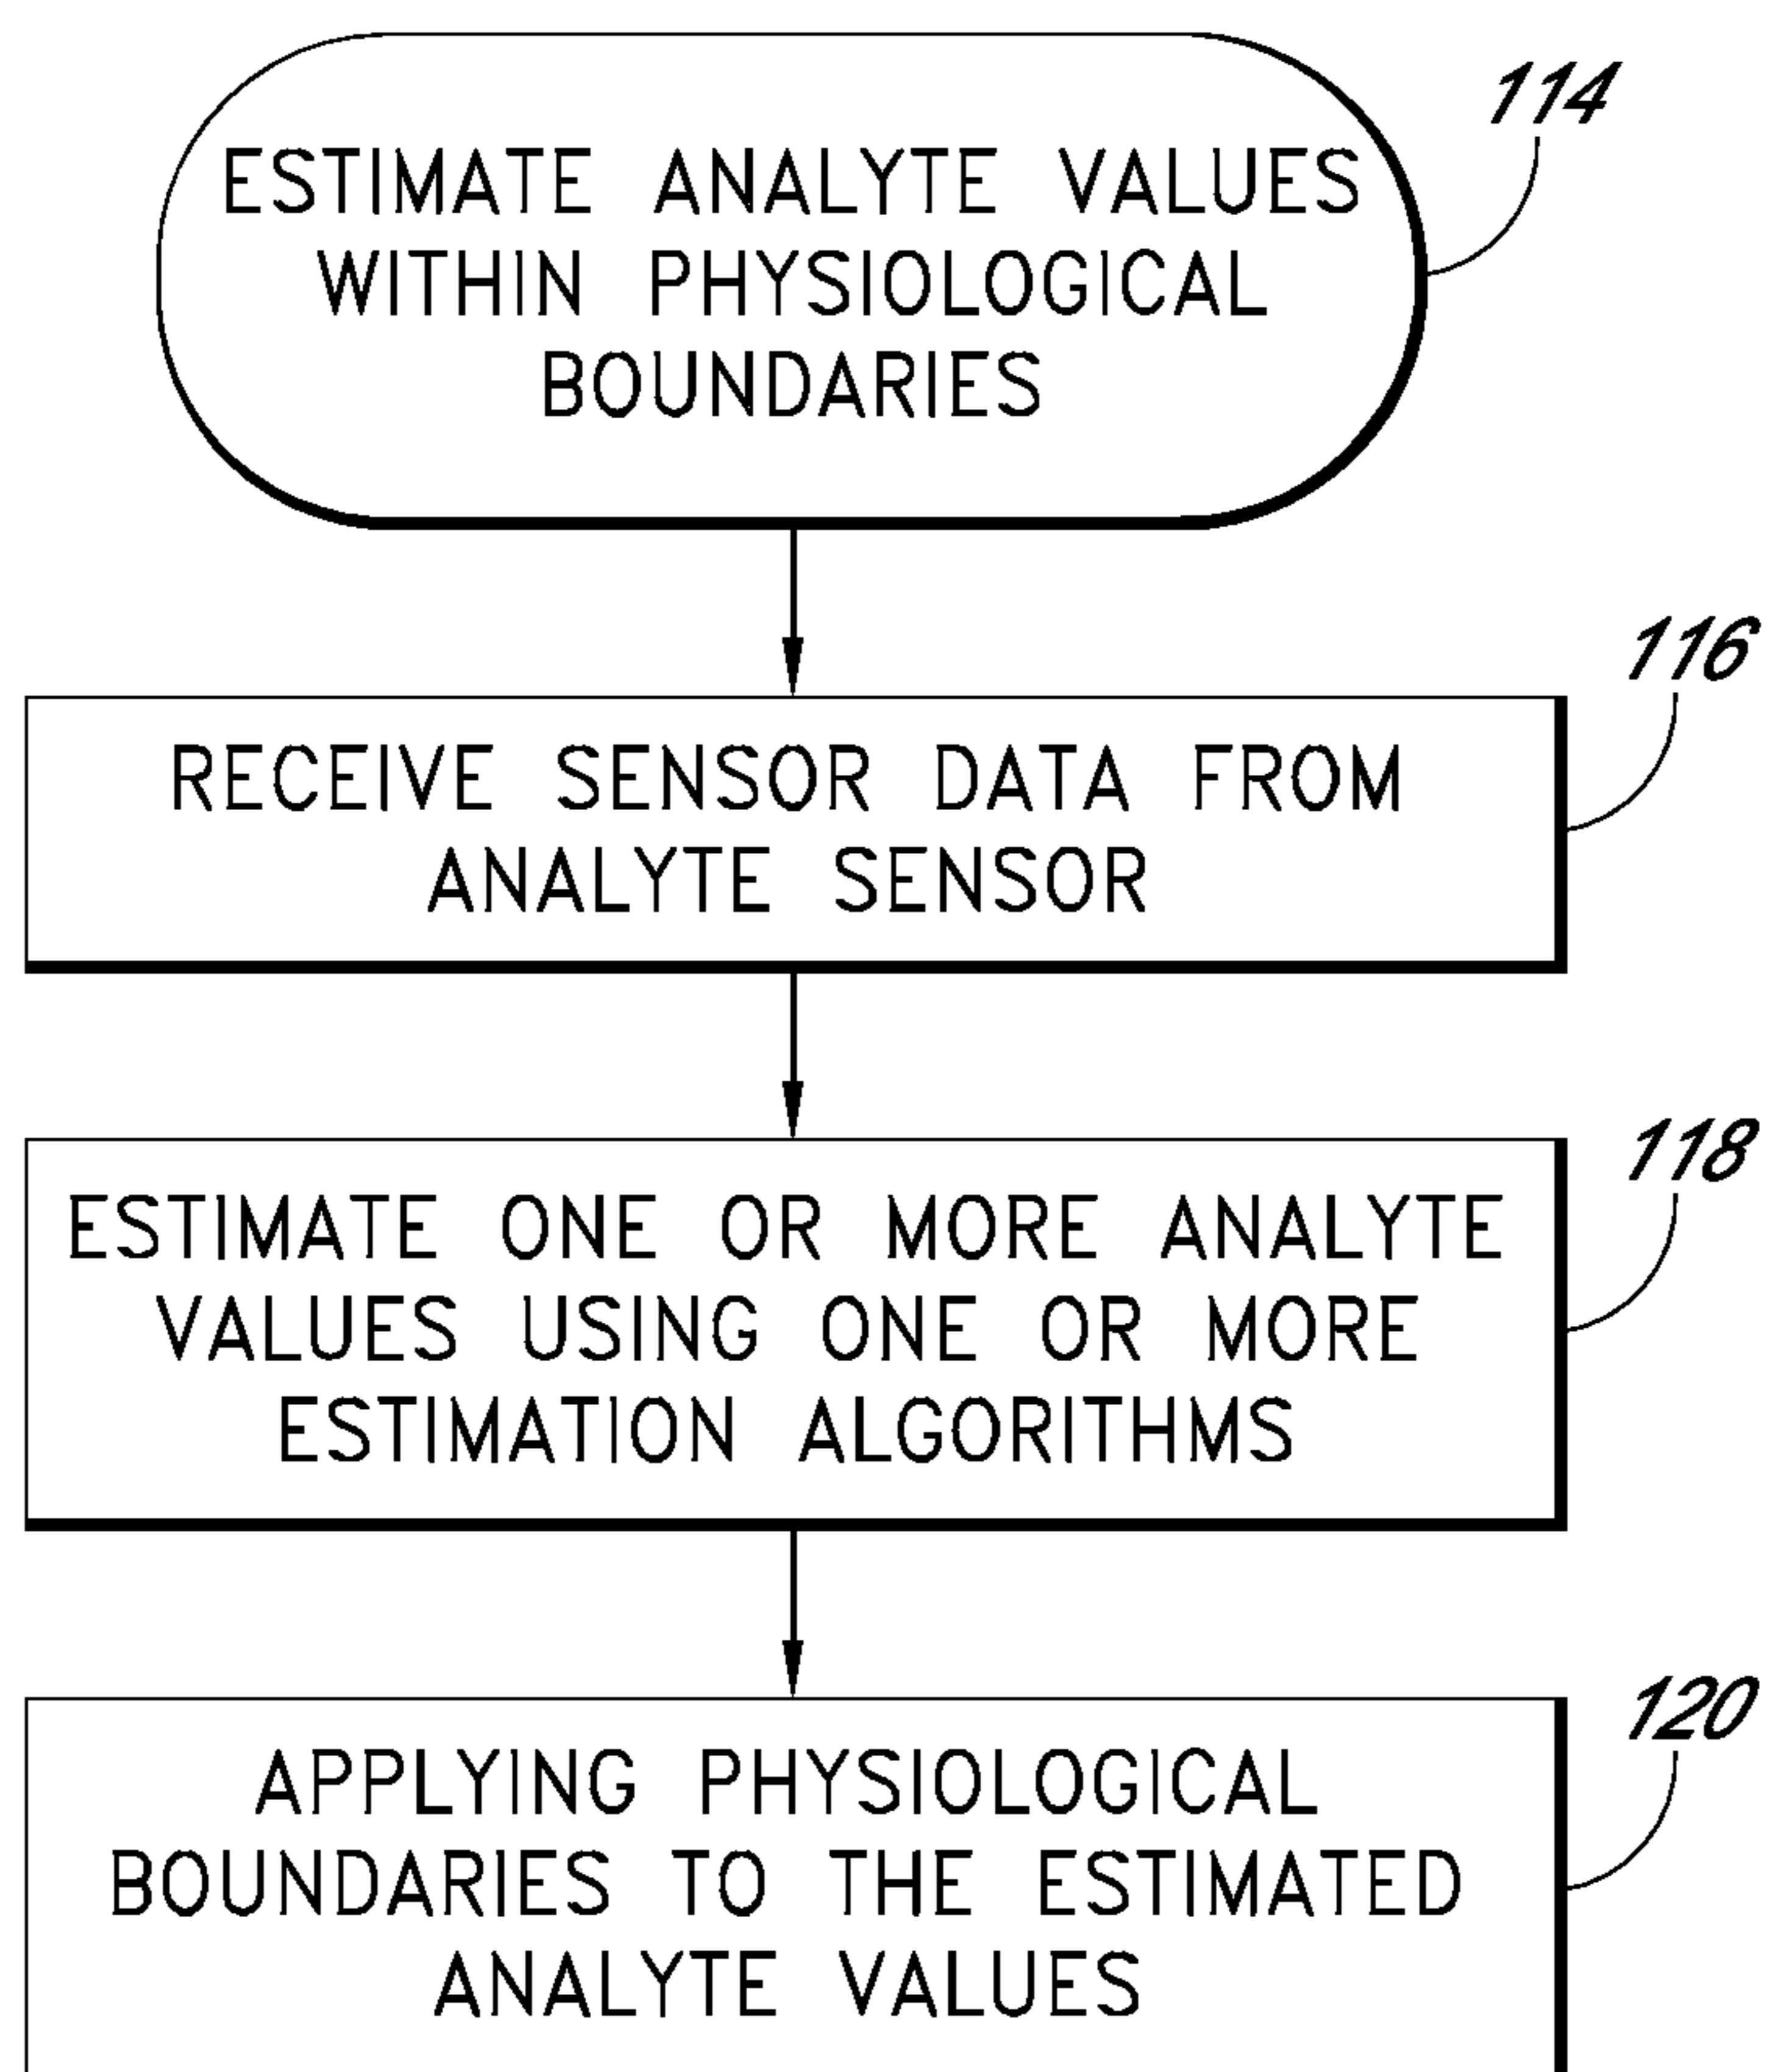 114
ESTIMATE ANALYTE VALUES
WITHIN PHYSIOLOGICAL
BOUNDARIES
116
RECEIVE SENSOR DATA FROM
ANALYTE SENSOR
118
ESTIMATE ONE OR MORE ANALYTE
VALUES USING ONE OR MORE
ESTIMATION ALGORITHMS
120
APPLYING PHYSIOLOGICAL
BOUNDARIES TO THE ESTIMATED
ANALYTE VALUES